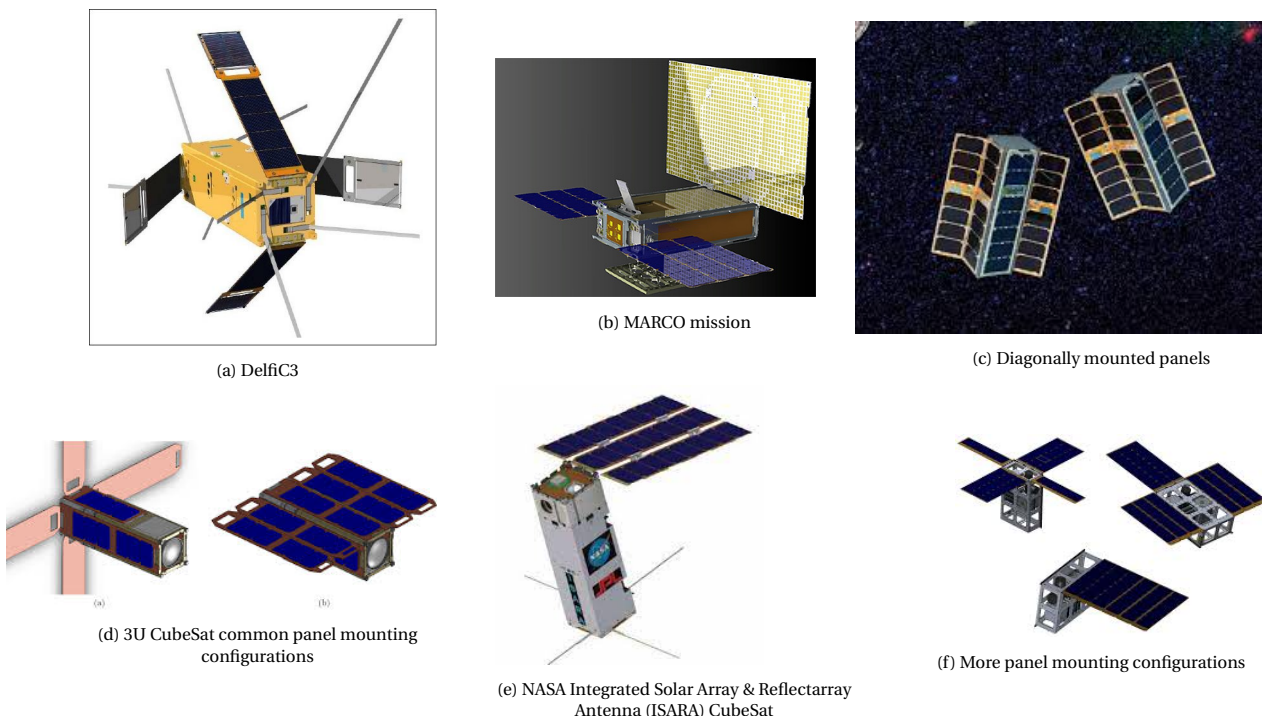 (a) DelfiC3
(b) MARCO mission
(c) Diagonally mounted panels
(a)
(b)
(d) 3U CubeSat common panel mounting
configurations
NASA
(e) NASA Integrated Solar Array & Reflectarray
Antenna (ISARA) CubeSat
(f) More panel mounting configurations